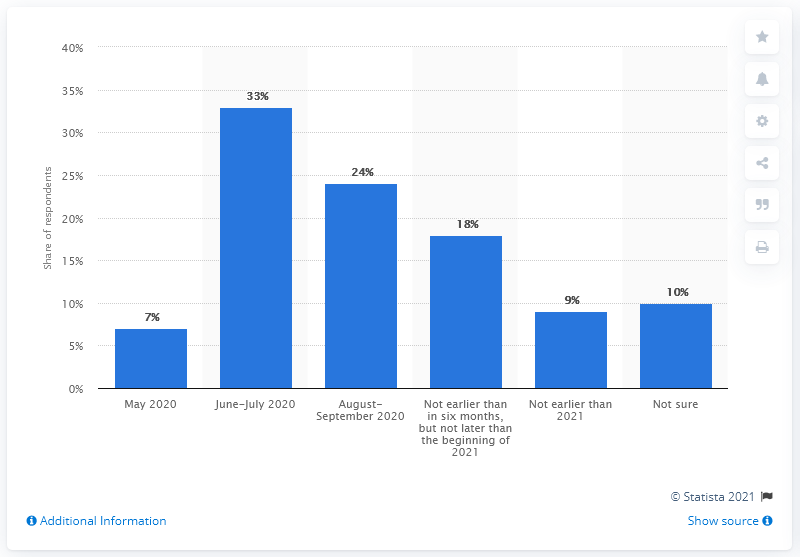 40%
35%
30%
25%
20%
15%
10%
5%
0%
Share of respondents
7%
33%
24%
18%
9%
10%
May 2020
June–July 2020
August–
September 2020
Not earlier than
in six months,
but not later than
the beginning of
2021
Not earlier than
2021
Not sure
© Statista 2021
Additional Information
Show source